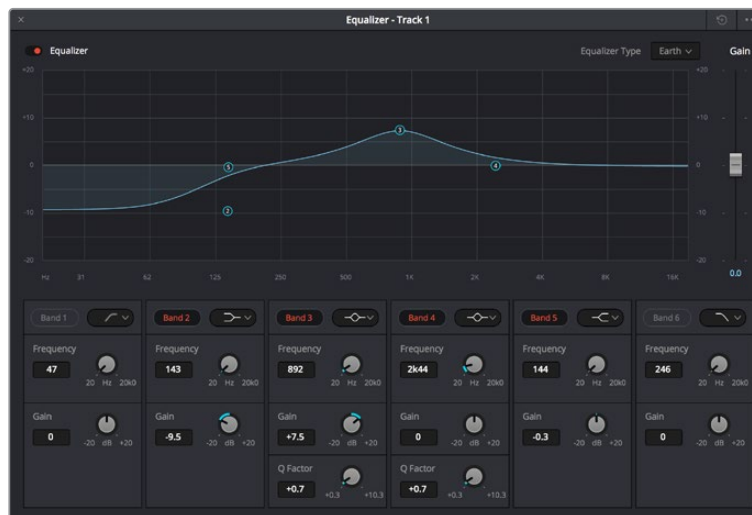 Equalizer - Track 1
Equalizer
Equalizer Type
Earth
Gain
+20 +20
+10 +10
0 0
-10 -10
-20 -20
5
2
3
4
Hz 31 62 125 250 500 1K 2K 4K 8K 16K
0.0
Band 1 Band 2 Band 3 Band 4 Band 5 Band 6
Frequency Frequency Frequency Frequency Frequency Frequency
47 143 892 2k44 144 246
20 Hz 20k0 20 Hz 20k0 20 Hz 20k0 20 Hz 20k0 20 Hz 20k0 20 Hz 20k0
Gain Gain Gain Gain Gain Gain
0 -9.5 +7.5 0 -0.3 0
-20 dB +20 -20 dB +20 -20 dB +20 -20 dB +20 -20 dB +20 -20 dB +20
Q Factor Q Factor
+0.7 +0.7
+0.3 +10.3 +0.3 +10.3